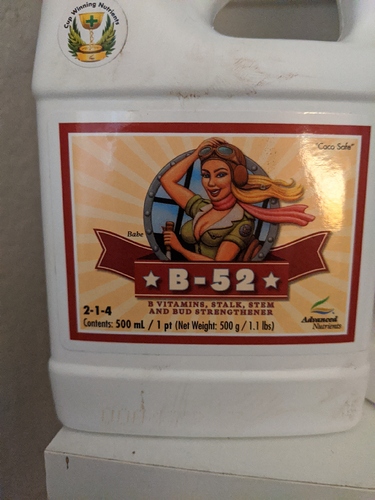 Cup Winning Nutrients
"Coco Safe"
Babe
B-52
B VITAMINS, STALK, STEM
AND BUD STRENGTHENER
2-1-4
Contents: 500 mL / 1 pt (Net Weight: 500 g / 1.1 lbs)
Advanced
Nutrients